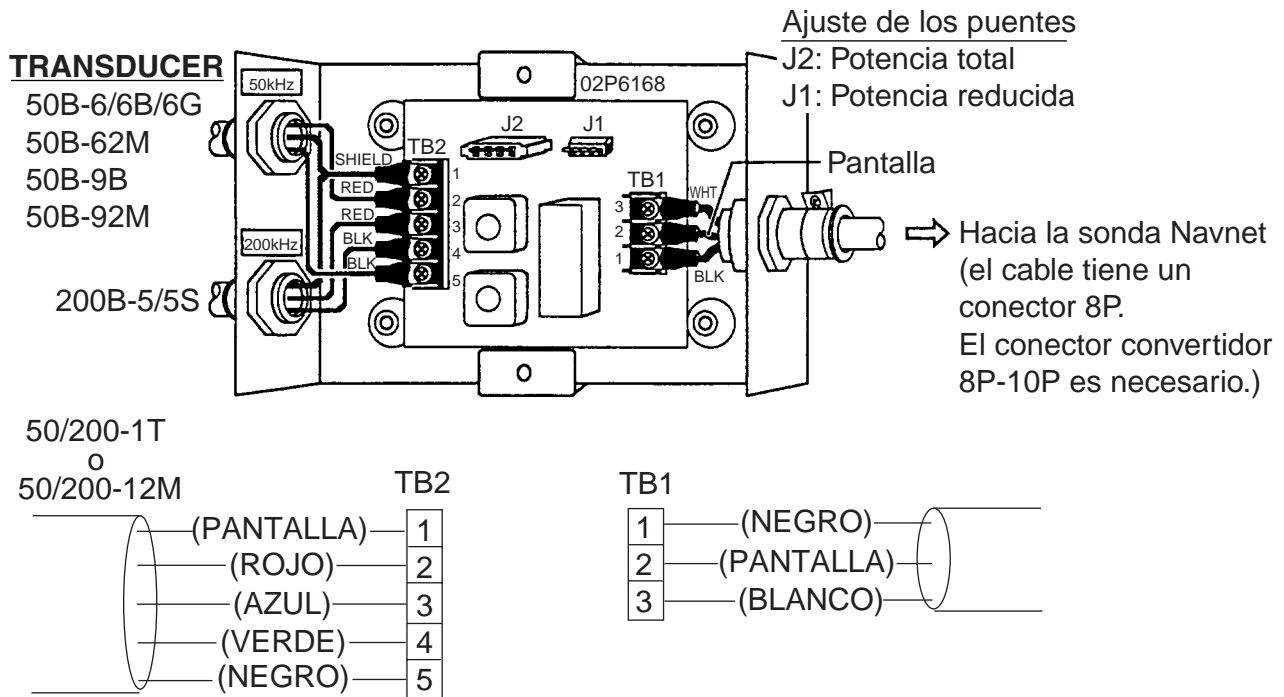 Ajuste de los puentes
J2: Potencia total
J1: Potencia reducida
TRANSDUCER
50B-6/6B/6G
50B-62M
50B-9B
50B-92M
200B-5/5S
50kHz
200kHz
02P6168
J2
J1
TB2
SHIELD
RED
RED
BLK
BLK
1
2
3
4
5
TB1
3
2
1
WHT
BLK
Pantalla
Hacia la sonda Navnet
(el cable tiene un
conector 8P.
El conector convertidor
8P-10P es necesario.)
50/200-1T
o
50/200-12M
TB2
(PANTALLA) 1
(ROJO) 2
(AZUL) 3
(VERDE) 4
(NEGRO) 5
TB1
1 (NEGRO)
2 (PANTALLA)
3 (BLANCO)